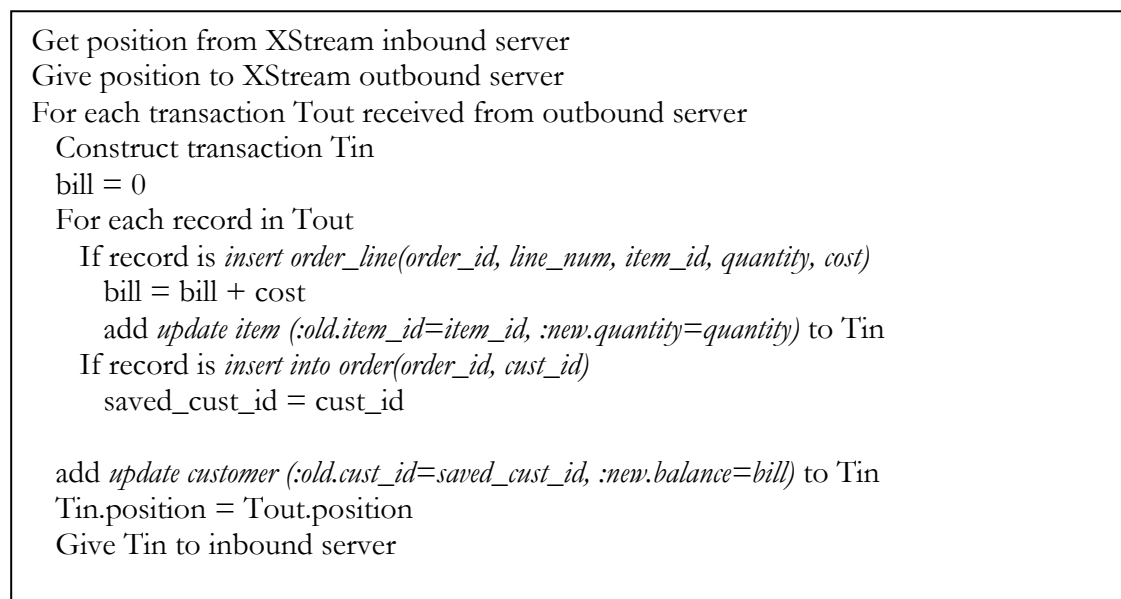 Get position from XStream inbound server
Give position to XStream outbound server
For each transaction Tout received from outbound server
Construct transaction Tin
bill = 0
For each record in Tout
If record is insert order_line(order_id, line_num, item_id, quantity, cost)
bill = bill + cost
add update item (:old.item_id=item_id, :new.quantity=quantity) to Tin
If record is insert into order(order_id, cust_id)
saved_cust_id = cust_id
add update customer (:old.cust_id=saved_cust_id, :new.balance=bill) to Tin
Tin.position = Tout.position
Give Tin to inbound server